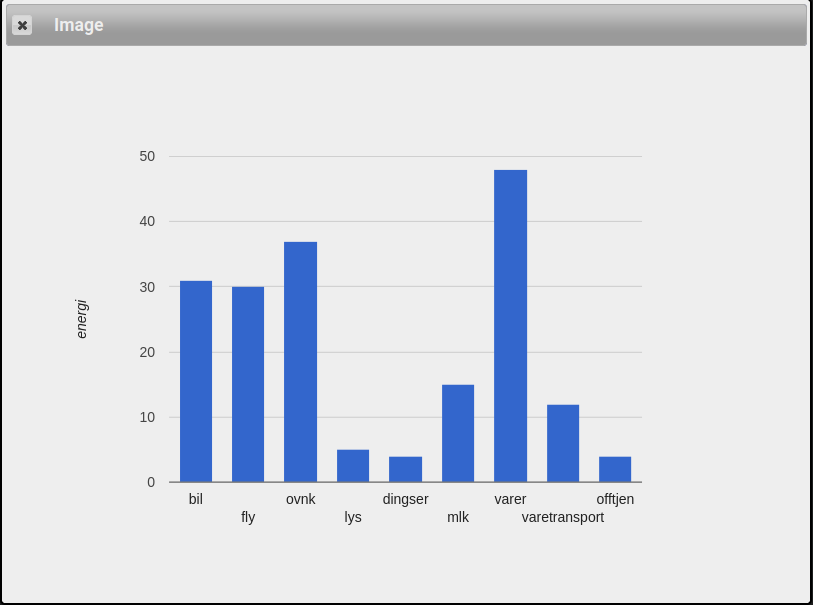 Image
50
40
30
20
10
0
energi
bil
fly
ovnk
lys
dingser
mlk
varer
varetransport
offtjen